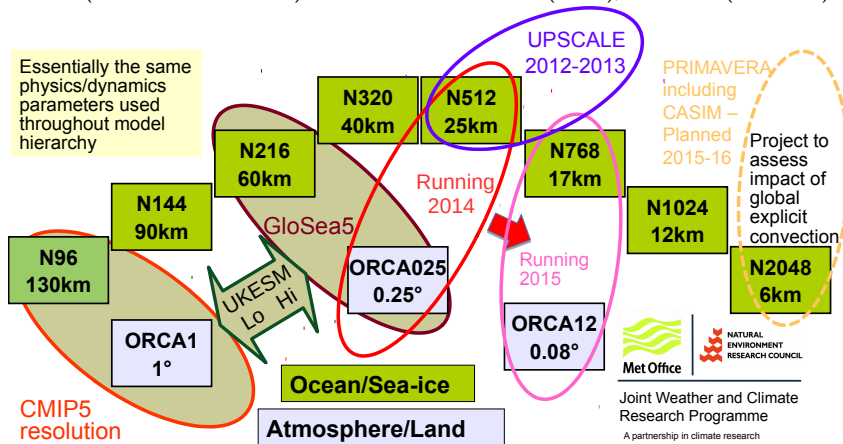 Essentially the same
physics/dynamics
parameters used
throughout model
hierarchy
UPSCALE
2012-2013
PRIMAVERA
including
CASIM –
Planned
2015-16
Project to
assess
impact of
global
explicit
convection
N320
40km
N512
25km
N216
60km
N768
17km
N144
90km
N1024
12km
N96
130km
N2048
6km
GloSea5
Running
2014
Running
2015
UKESM
Lo Hi
ORCA025
0.25°
ORCA12
0.08°
ORCA1
1°
CMIP5
resolution
Ocean/Sea-ice
Atmosphere/Land
Met Office
NATURAL
ENVIRONMENT
RESEARCH COUNCIL
Joint Weather and Climate
Research Programme
A partnership in climate research